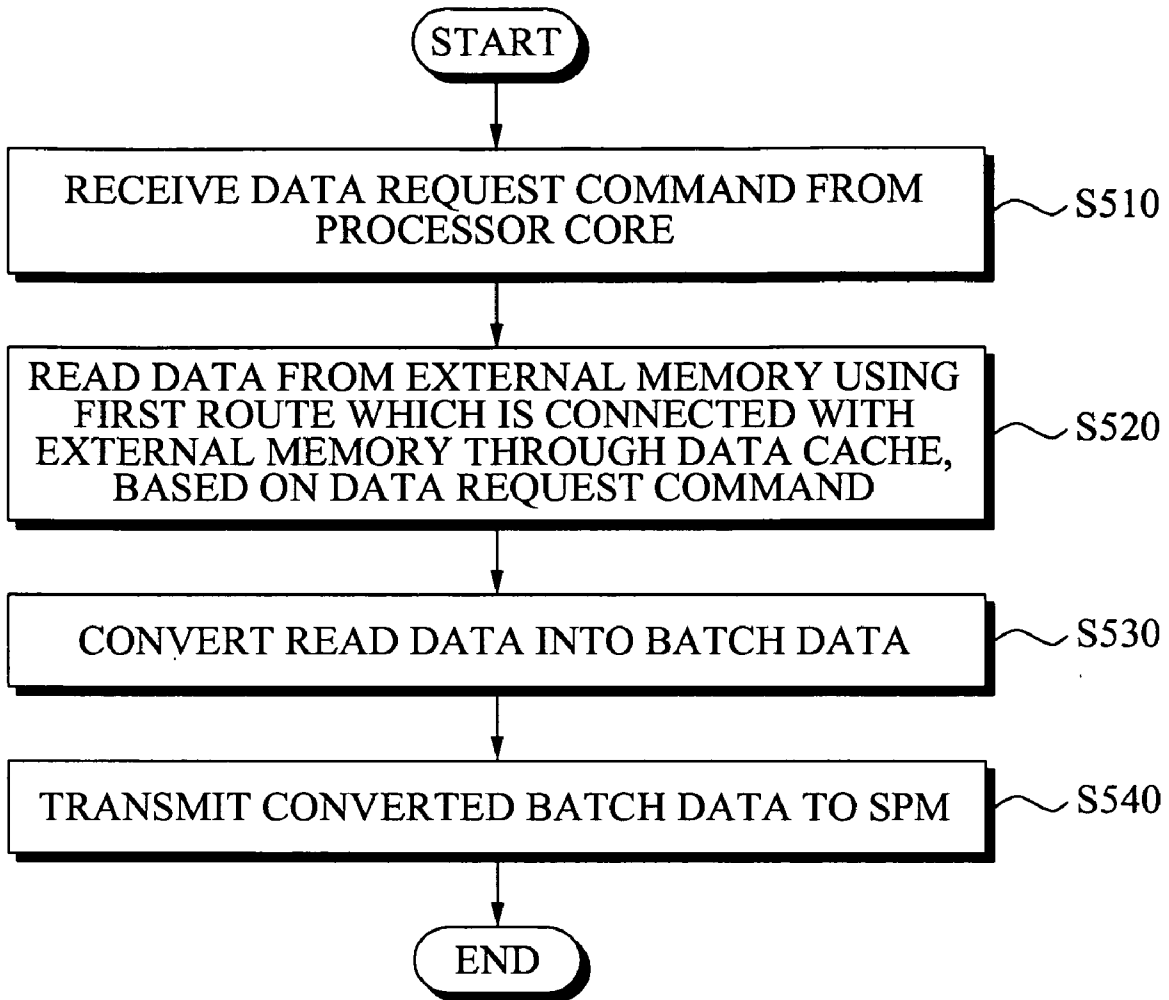 START
RECEIVE DATA REQUEST COMMAND FROM
PROCESSOR CORE
S510
READ DATA FROM EXTERNAL MEMORY USING
FIRST ROUTE WHICH IS CONNECTED WITH
EXTERNAL MEMORY THROUGH DATA CACHE,
BASED ON DATA REQUEST COMMAND
S520
CONVERT READ DATA INTO BATCH DATA
S530
TRANSMIT CONVERTED BATCH DATA TO SPM
S540
END